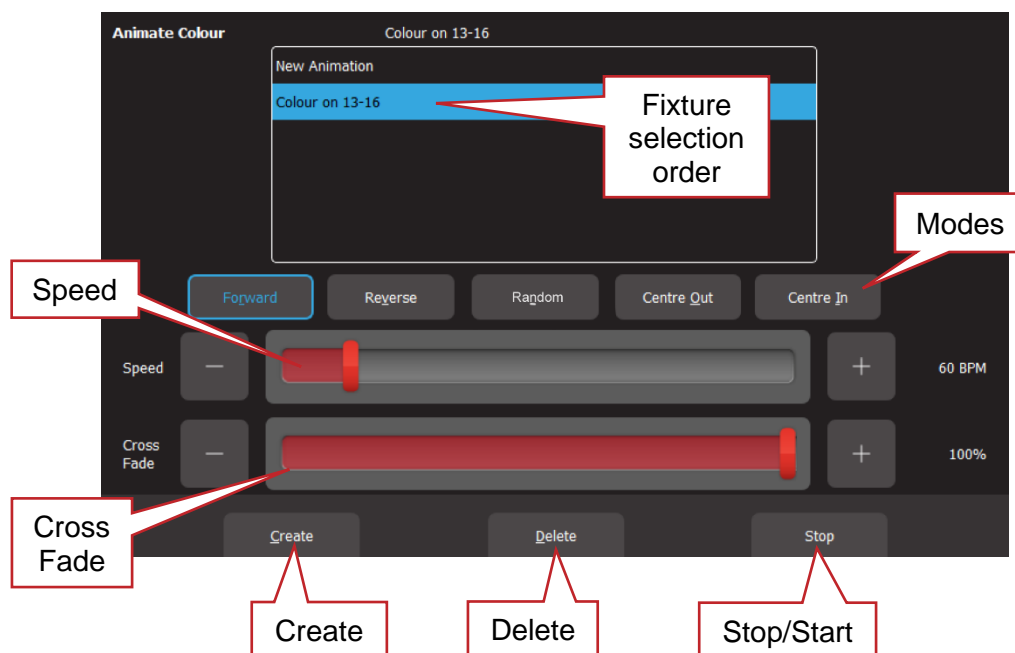 Animate Colour Colour on 13-16
New Animation
Colour on 13-16
Fixture
selection
order
Modes
Speed
Forward Reverse Random Centre Out Centre In
Speed − + 60 BPM
Cross
Fade
− + 100%
Cross
Fade
Create Delete Stop
Create Delete Stop/Start